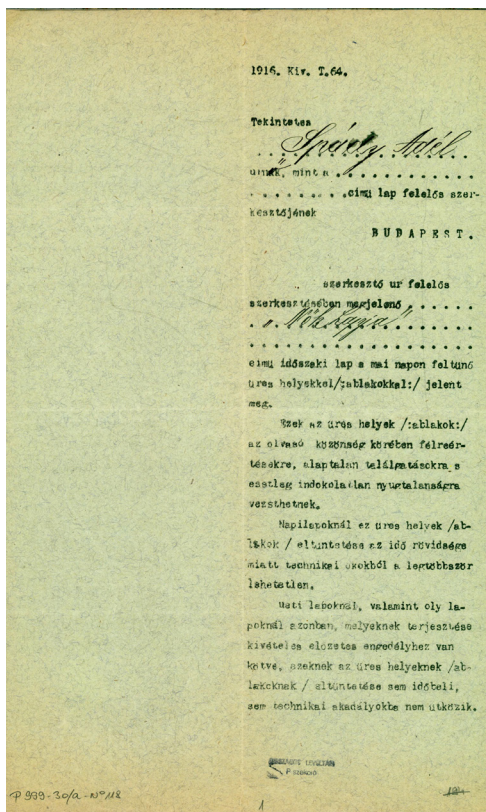 1916. Kiv. T.64.
Tekintetes
Spády Adél
urnak, mint a . . . . . . . . . . . .
. . . . . . . . . cimü lap felelős szer-
kesztőjének
BUDAPEST.
szerkesztő ur felelős
szerkesztésében megjelenő . . . . . .
. . "Nők Lapja" . . . . . . . .
. . . . . . . . . . . . . . . . . . . .
cimü időszaki lap a mai napon feltünő
üres helyekkel/:ablakokkal:/ jelent
meg.
Ezek az üres helyek /:ablakok:/
az olvasó közönség körében félreér-
tésekre, alaptalan találgatásokra s
esetleg indokolatlan nyugtalanságra
vezethetnek.
Napilapoknál ez üres helyek /ab-
lakok / eltüntetése az idő rövidsége
miatt technikai okokból a legtöbbször
lehetetlen.
Heti lapoknál, valamint oly la-
poknál azonban, melyeknek terjesztése
kivételes előzetes engedélyhez van
kötve, ezeknek az üres helyeknek /ab-
lakoknak / eltüntetése sem időbeli,
sem technikai akadályokba nem ütközik.
ORSZÁGOS LEVÉLTÁR
P szekció
P 999-30/a-N° 118
1